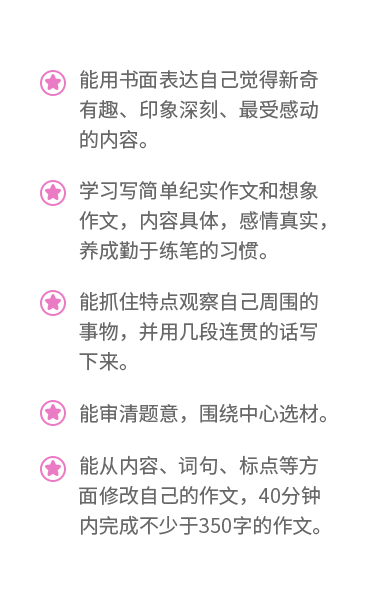 能用书面表达自己觉得新奇
有趣、印象深刻、最受感动
的内容。
学习写简单纪实作文和想象
作文，内容具体，感情真实，
养成勤于练笔的习惯。
能抓住特点观察自己周围的
事物，并用几段连贯的话写
下来。
能审清题意，围绕中心选材。
能从内容、词句、标点等方
面修改自己的作文，40分钟
内完成不少于350字的作文。